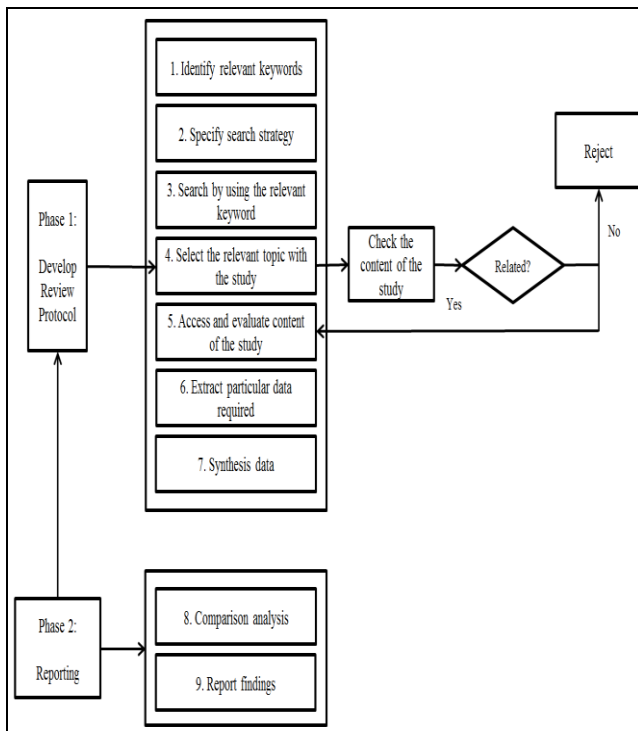 1. Identify relevant keywords
2. Specify search strategy
3. Search by using the relevant
keyword
4. Select the relevant topic with
the study
5. Access and evaluate content
of the study
6. Extract particular data
required
7. Synthesis data
Phase 1:
Develop
Review
Protocol
Check the
content of the
study
Related?
Yes
No
Reject
Phase 2:
Reporting
8. Comparison analysis
9. Report findings